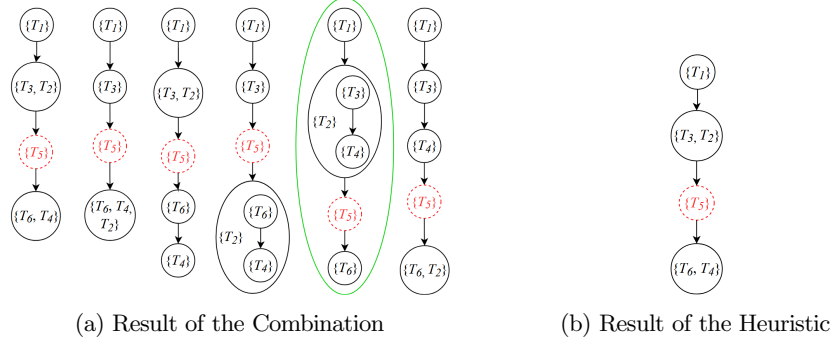 {T1} {T1} {T1} {T1} {T1} {T1}
{T3, T2} {T3} {T3, T2} {T3} {T3} {T3}
{T2}
{T4} {T4}
{T5} {T5} {T5} {T5}
{T6, T4} {T6, T4,
T2} {T6} {T6} {T5} {T5}
{T2}
{T4} {T4} {T6} {T6, T2}
(a) Result of the Combination
{T1}
{T3, T2}
{T5}
{T6, T4}
(b) Result of the Heuristic